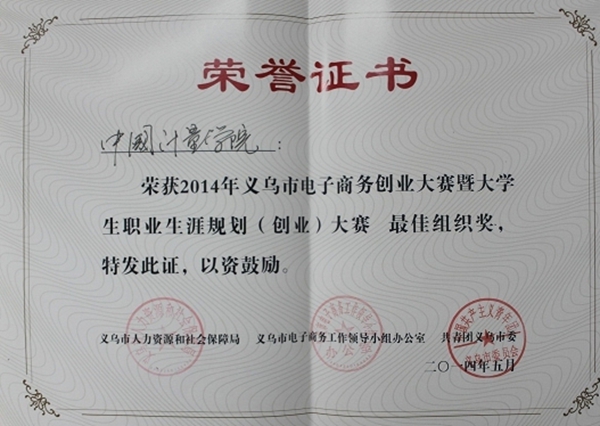 荣誉证书
中国计量学院:
荣获2014年义乌市电子商务创业大赛暨大学
生职业生涯规划（创业）大赛 最佳组织奖，
特发此证，以资鼓励。
义乌市人力资源和社会保障局 义乌市电子商务工作领导小组办公室 共青团义乌市委
二〇一四年五月